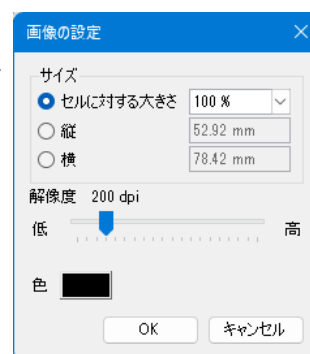 画像の設定
サイズ
セルに対する大きさ 100 %
縦 52.92 mm
横 78.42 mm
解像度 200 dpi
低 高
色
OK キャンセル